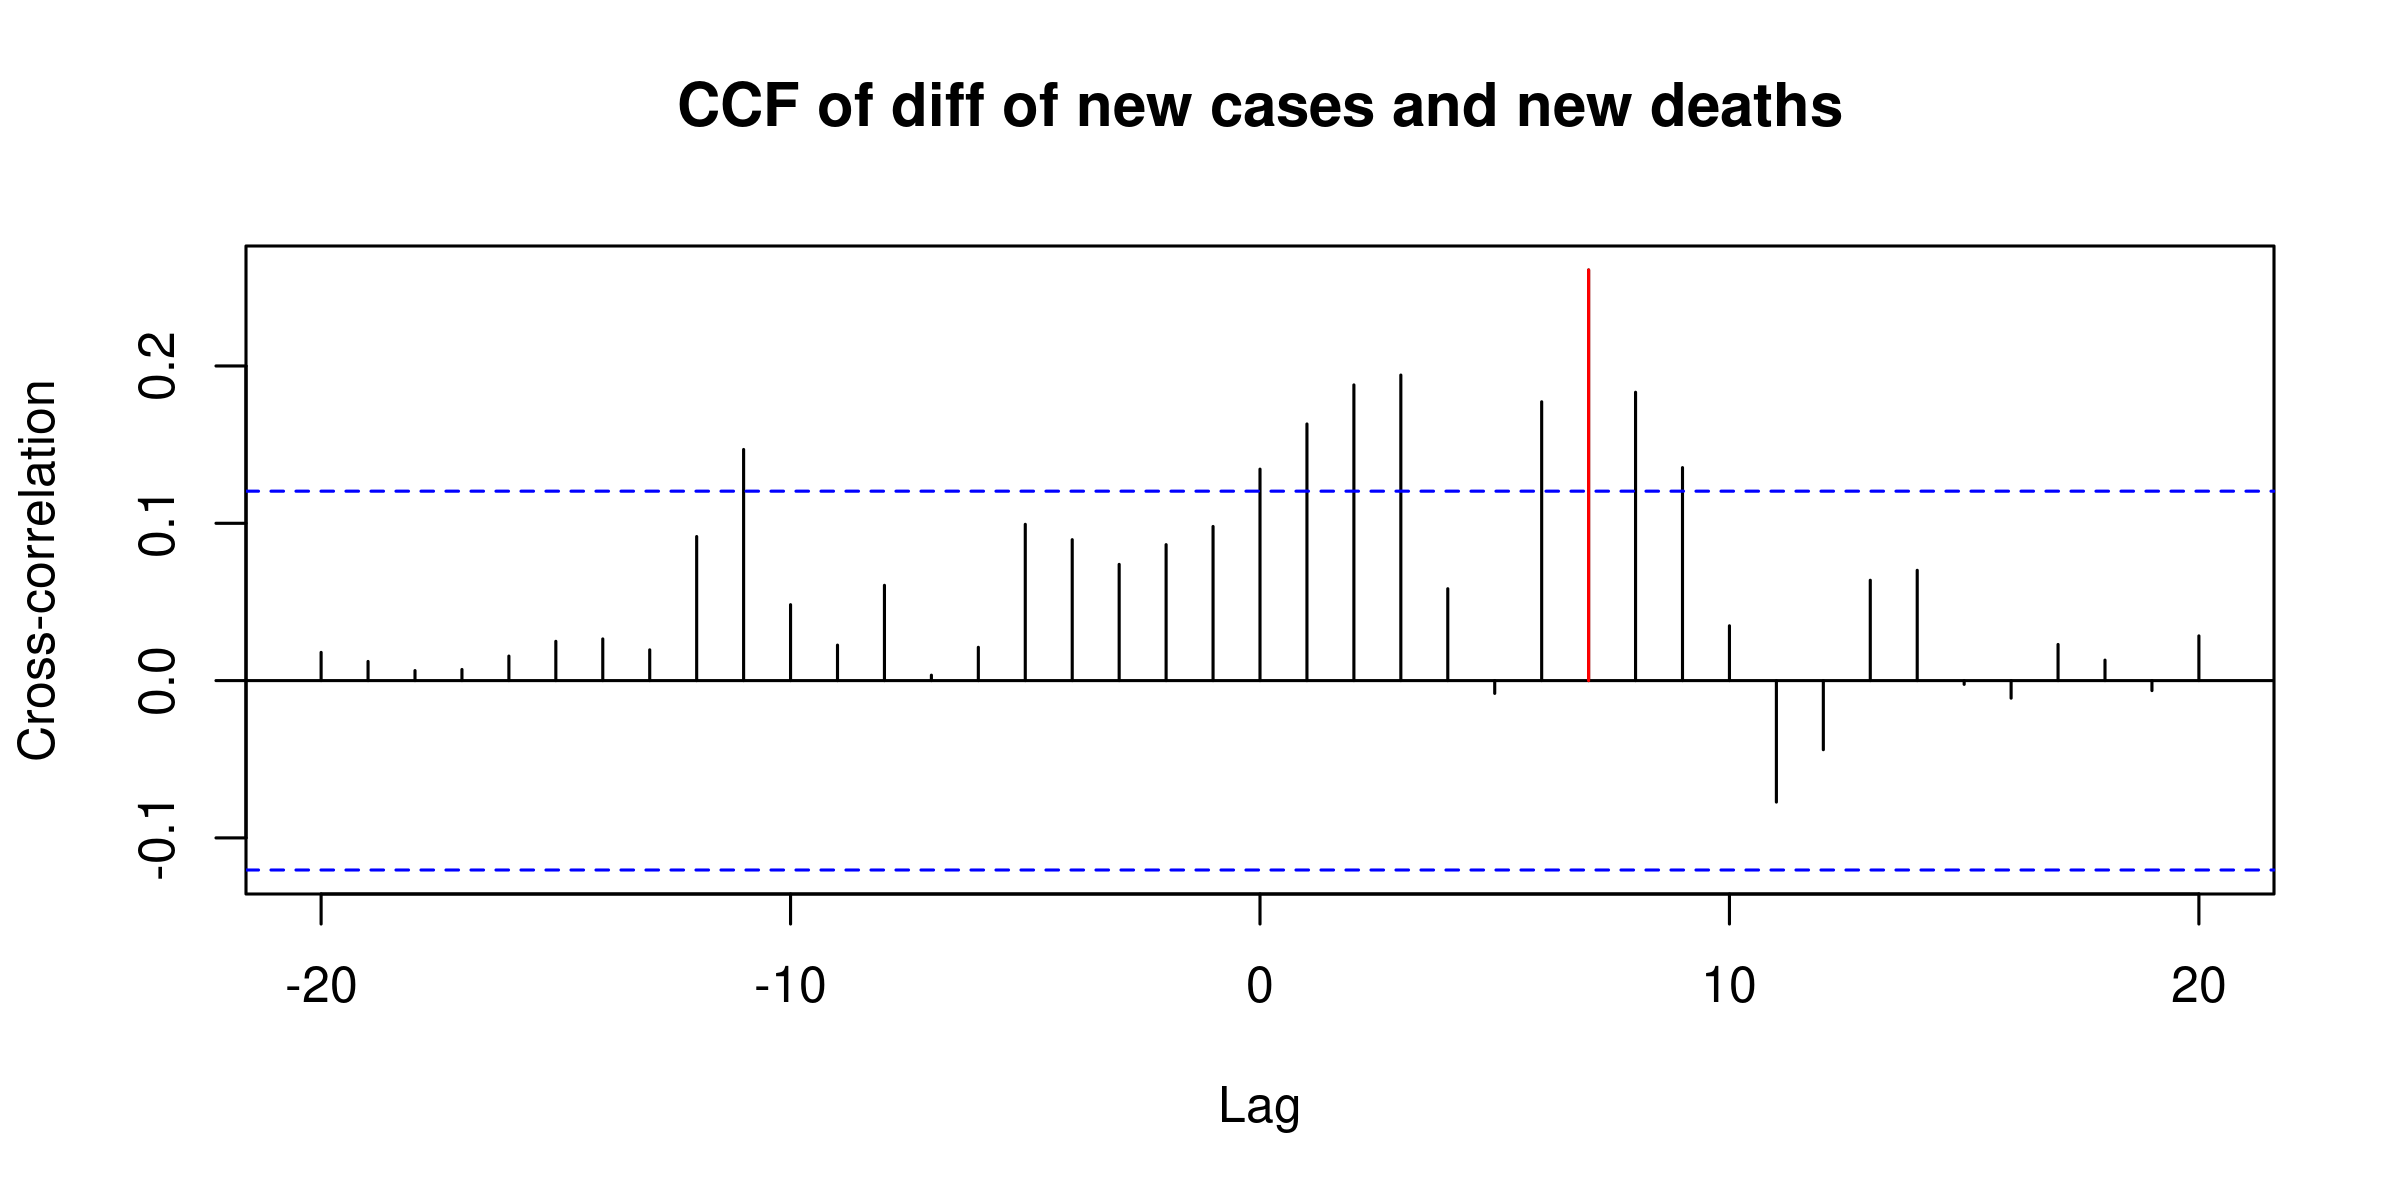 CCF of diff of new cases and new deaths
Cross-correlation
0.2
0.1
0.0
-0.1
-20 -10 0 10 20
Lag